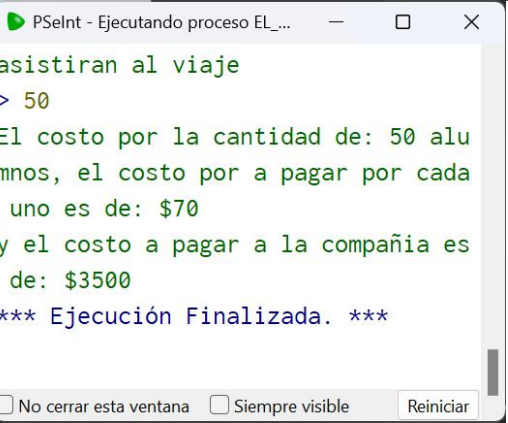 PSeInt - Ejecutando proceso EL_...
asistiran al viaje
> 50
El costo por la cantidad de: 50 alu
mnos, el costo por a pagar por cada
uno es de: $70
y el costo a pagar a la compañia es
de: $3500
*** Ejecución Finalizada. ***
No cerrar esta ventana Siempre visible Reiniciar